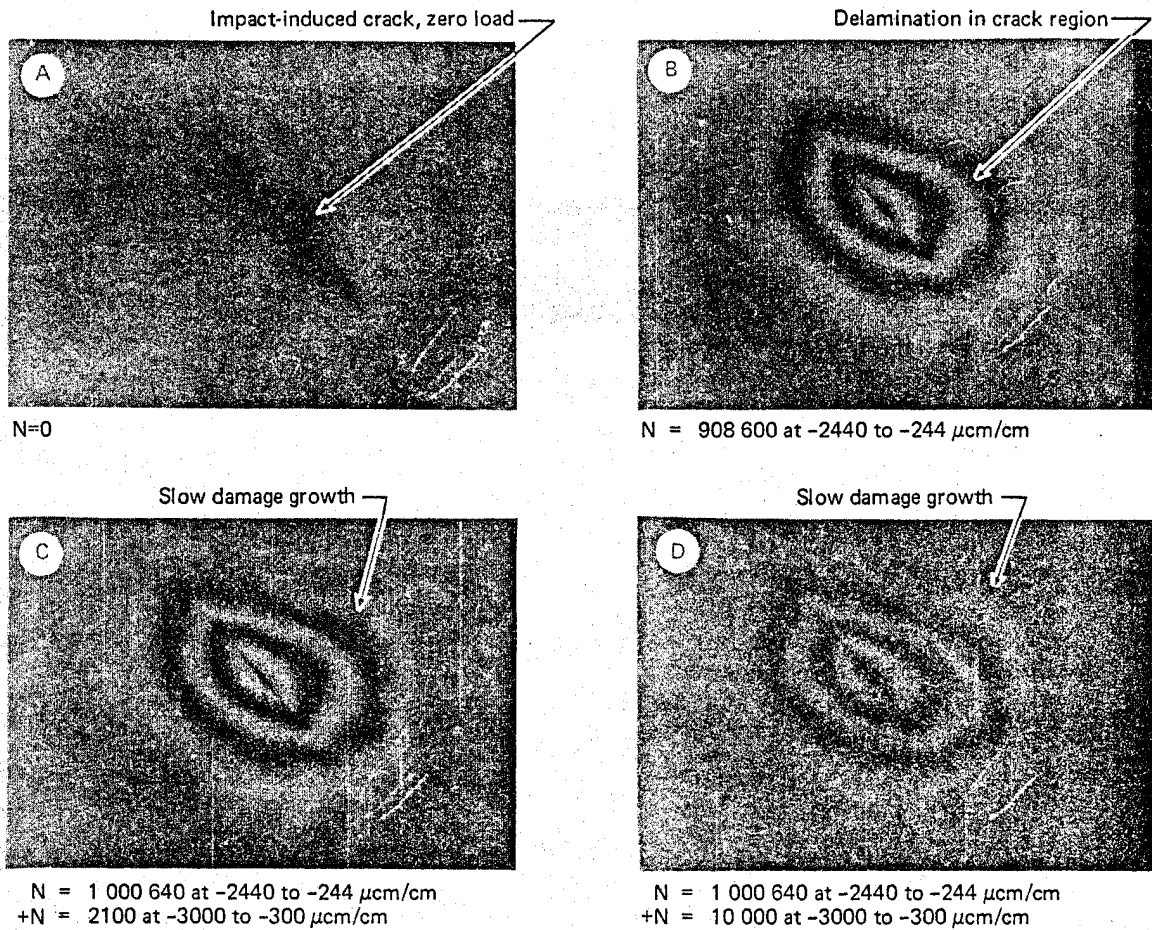 Impact-induced crack, zero load
A
N=0
Delamination in crack region
B
N = 908 600 at -2440 to -244 μcm/cm
Slow damage growth
C
N = 1 000 640 at -2440 to -244 μcm/cm
+N = 2100 at -3000 to -300 μcm/cm
Slow damage growth
D
N = 1 000 640 at -2440 to -244 μcm/cm
+N = 10 000 at -3000 to -300 μcm/cm